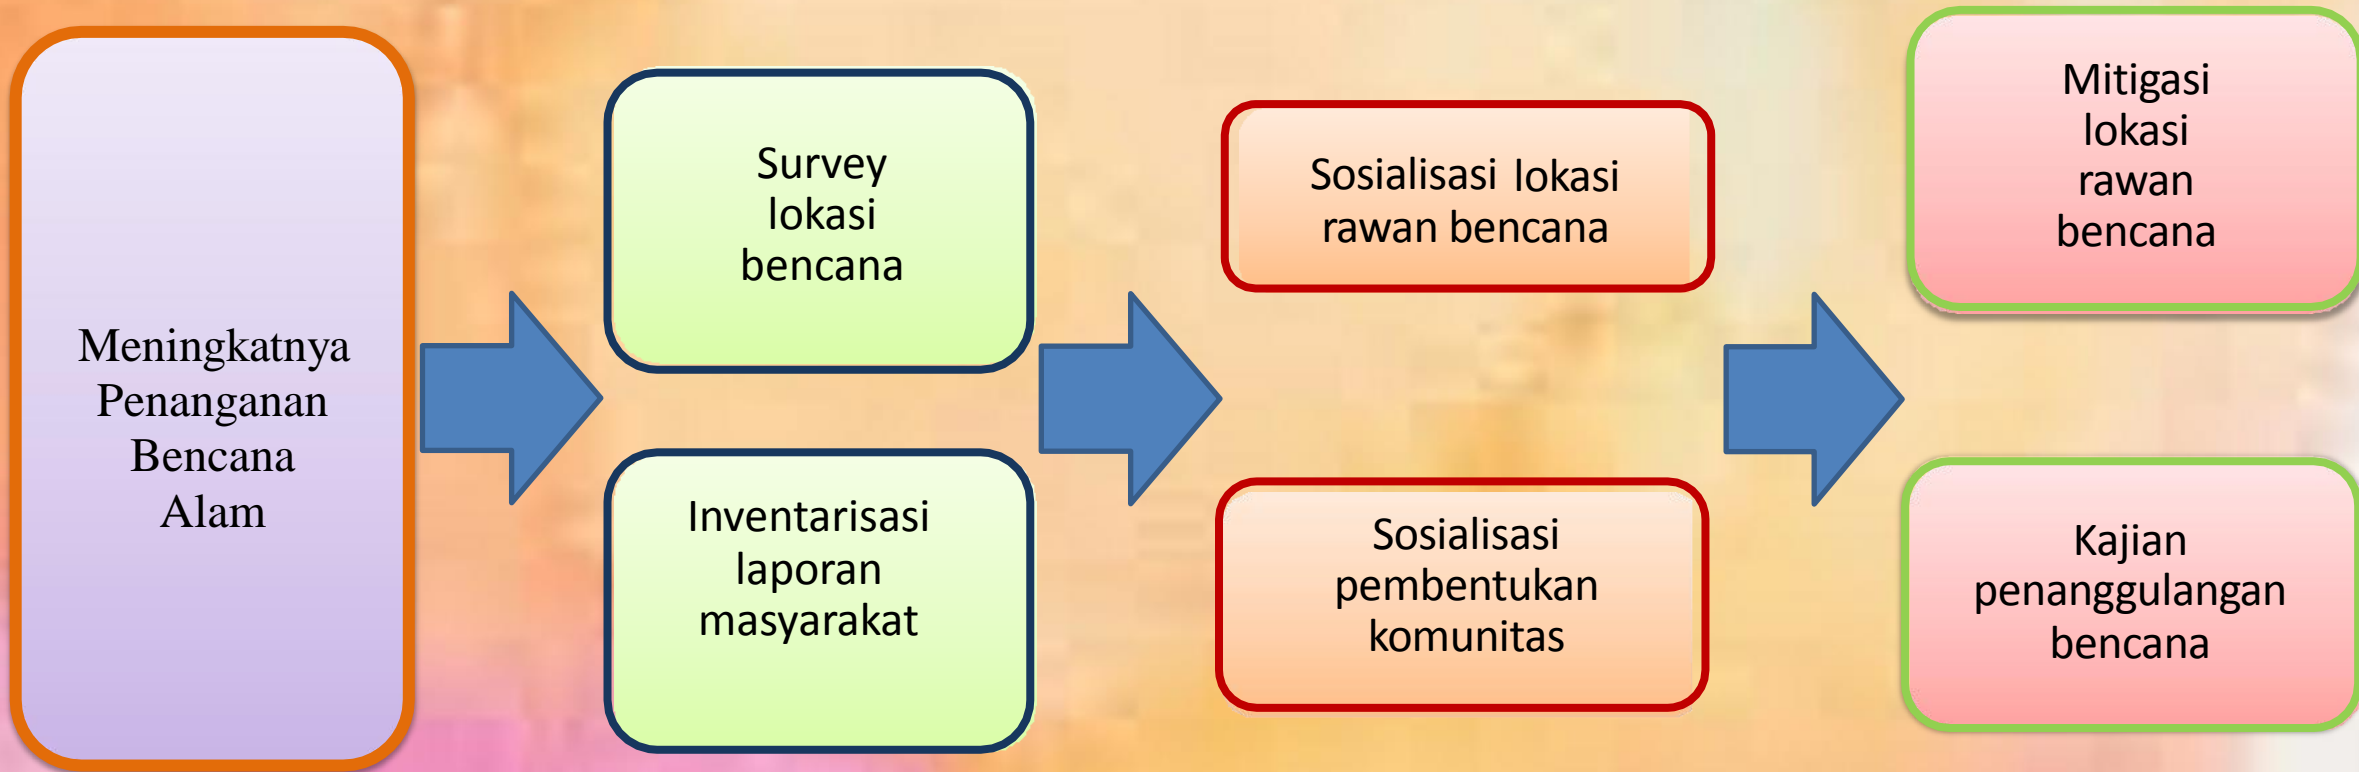 Meningkatnya
Penanganan
Bencana
Alam
Survey
lokasi
bencana
Inventarisasi
laporan
masyarakat
Sosialisasi lokasi
rawan bencana
Sosialisasi
pembentukan
komunitas
Mitigasi
lokasi
rawan
bencana
Kajian
penanggulangan
bencana